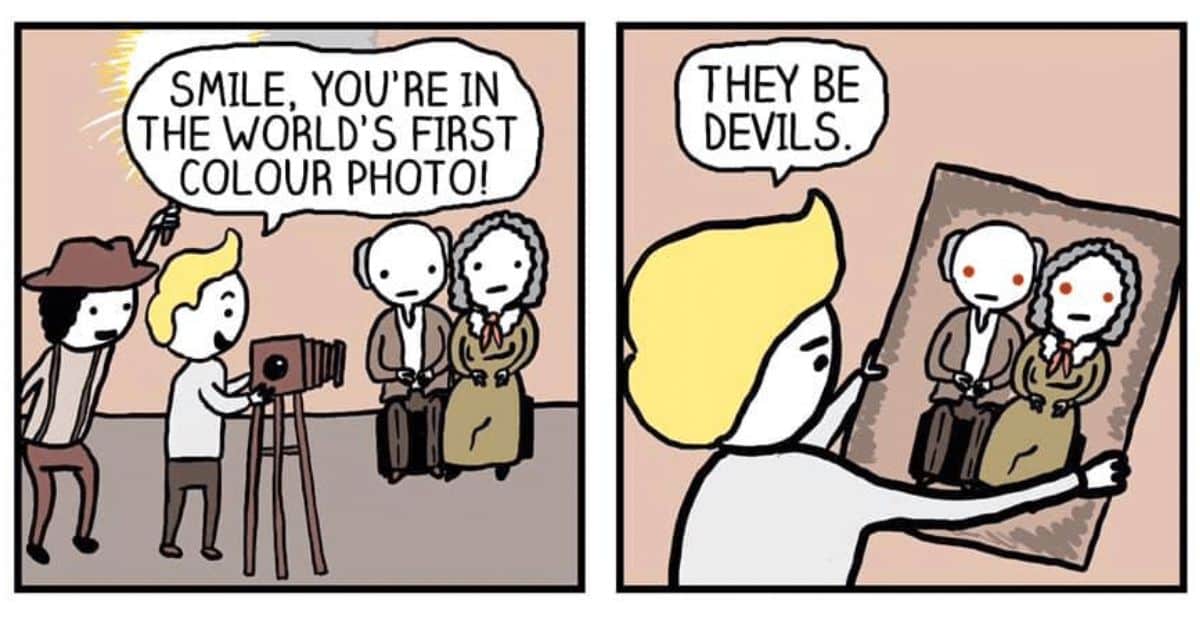 SMILE, YOU'RE IN
THE WORLD'S FIRST
COLOUR PHOTO!
THEY BE
DEVILS.